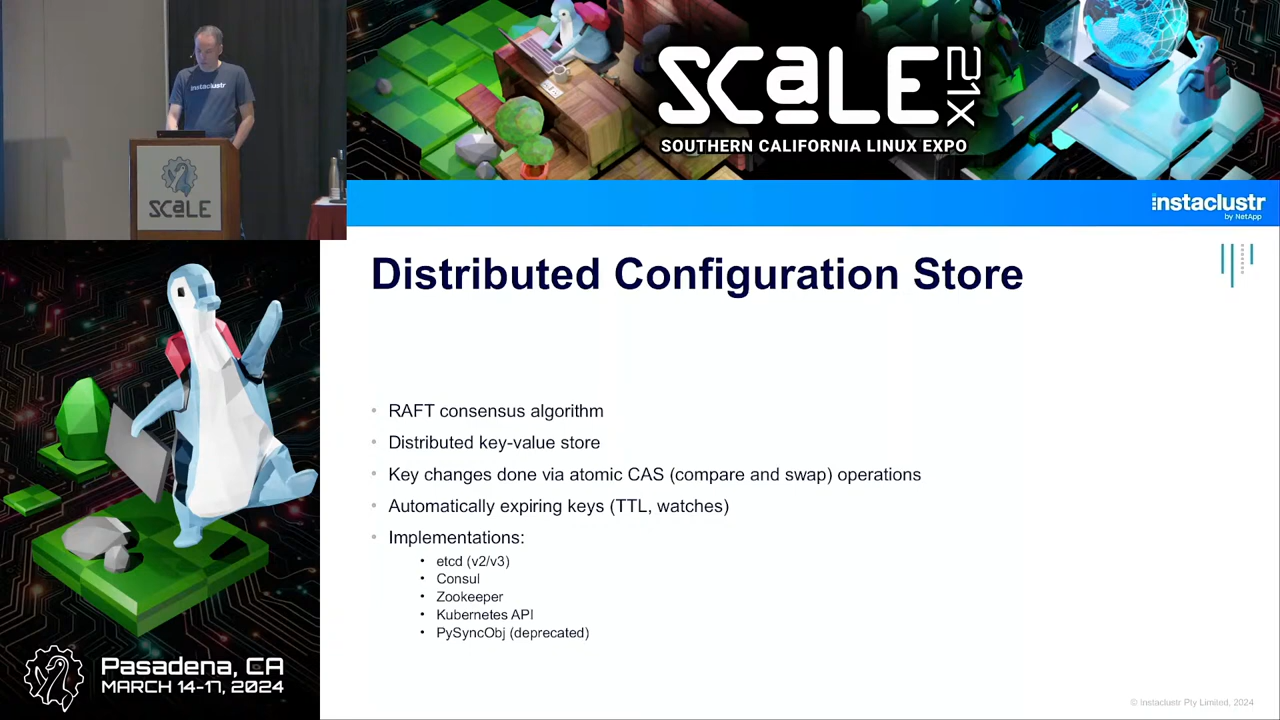 instaclustr
SCaLE
SCaLE 21X
SOUTHERN CALIFORNIA LINUX EXPO
instaclustr
by NetApp
Distributed Configuration Store
• RAFT consensus algorithm
• Distributed key-value store
• Key changes done via atomic CAS (compare and swap) operations
• Automatically expiring keys (TTL, watches)
• Implementations:
• etcd (v2/v3)
• Consul
• Zookeeper
• Kubernetes API
• PySyncObj (deprecated)
Pasadena, CA
MARCH 14-17, 2024
© Instaclustr Pty Limited, 2024